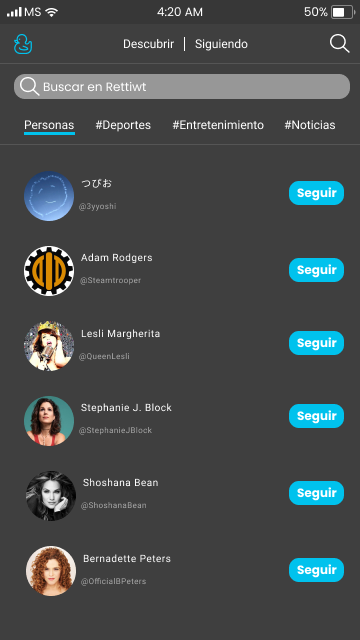 MS 4:20 AM 50%
Descubrir | Siguiendo
Buscar en Rettiwt
Personas #Deportes #Entretenimiento #Noticias
つぴお
@3yyoshi
Seguir
Adam Rodgers
@Steamtrooper
Seguir
Lesli Margherita
@QueenLesli
Seguir
Stephanie J. Block
@StephanieJBlock
Seguir
Shoshana Bean
@ShoshanaBean
Seguir
Bernadette Peters
@OfficialBPeters
Seguir